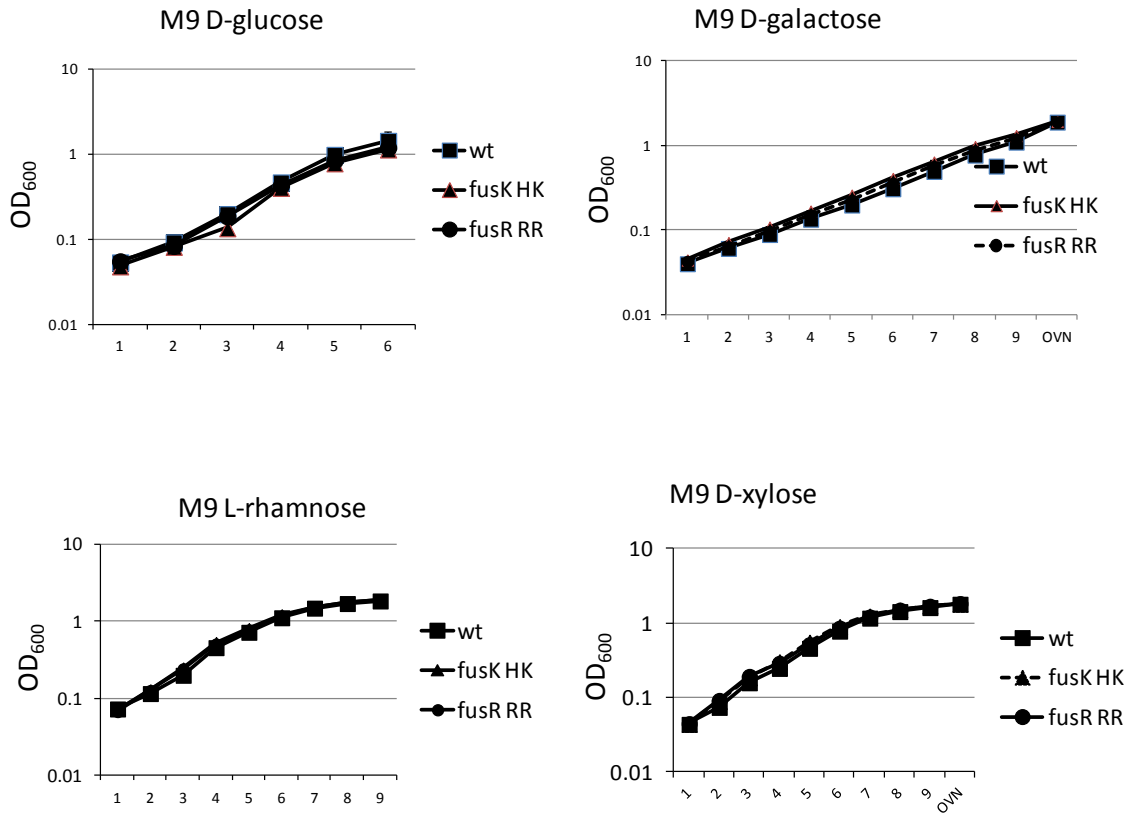 M9 D-glucose
10
1
0.1
0.01
OD600
1 2 3 4 5 6
wt
fusK HK
fusR RR
M9 D-galactose
10
1
0.1
0.01
OD600
1 2 3 4 5 6 7 8 9 OVN
wt
fusK HK
fusR RR
M9 L-rhamnose
10
1
0.1
0.01
OD600
1 2 3 4 5 6 7 8 9
wt
fusK HK
fusR RR
M9 D-xylose
10
1
0.1
0.01
OD600
1 2 3 4 5 6 7 8 9 OVN
wt
fusK HK
fusR RR